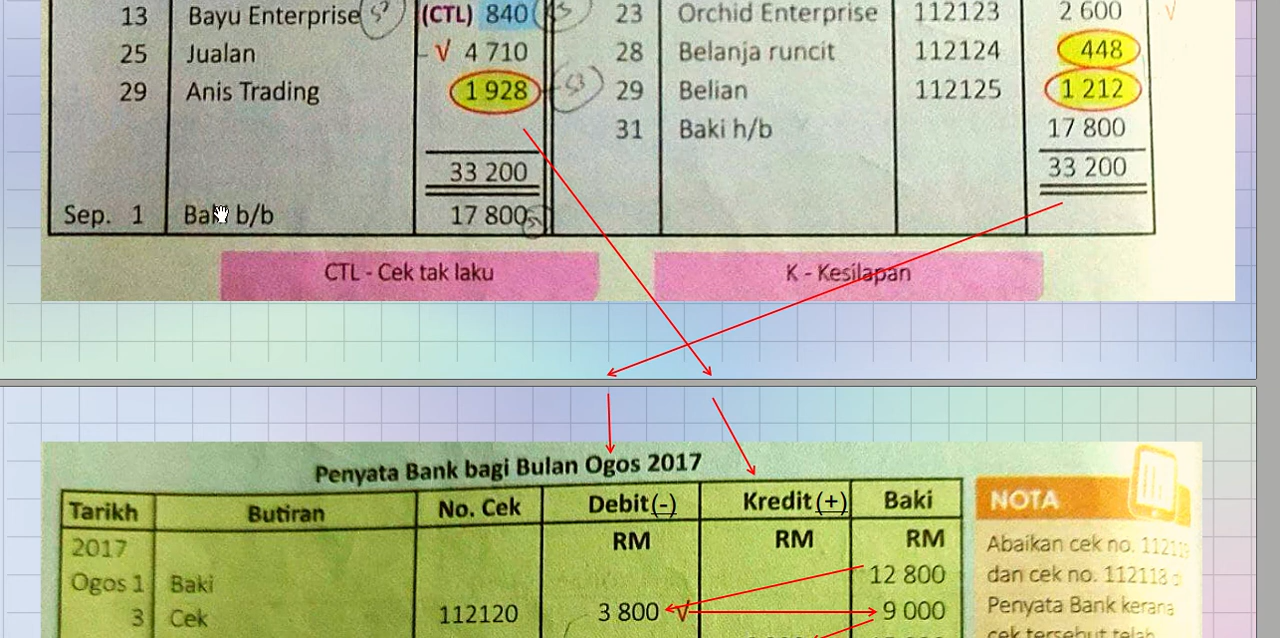 13 Bayu Enterprise (CTL) 840 23 Orchid Enterprise 112123 2 600 √
25 Jualan √ 4 710 28 Belanja runcit 112124 448
29 Anis Trading 1 928 29 Belian 112125 1 212
31 Baki h/b 17 800
33 200 33 200
Sep. 1 Baki b/b 17 800
CTL - Cek tak laku K - Kesilapan
Penyata Bank bagi Bulan Ogos 2017
Tarikh Butiran No. Cek Debit (-) Kredit (+) Baki
2017 RM RM RM
Ogos 1 Baki 12 800
3 Cek 112120 3 800 √ 9 000
NOTA
Abaikan cek no.
dan cek no. 112118
Penyata Bank kerana
cek tersebut telah